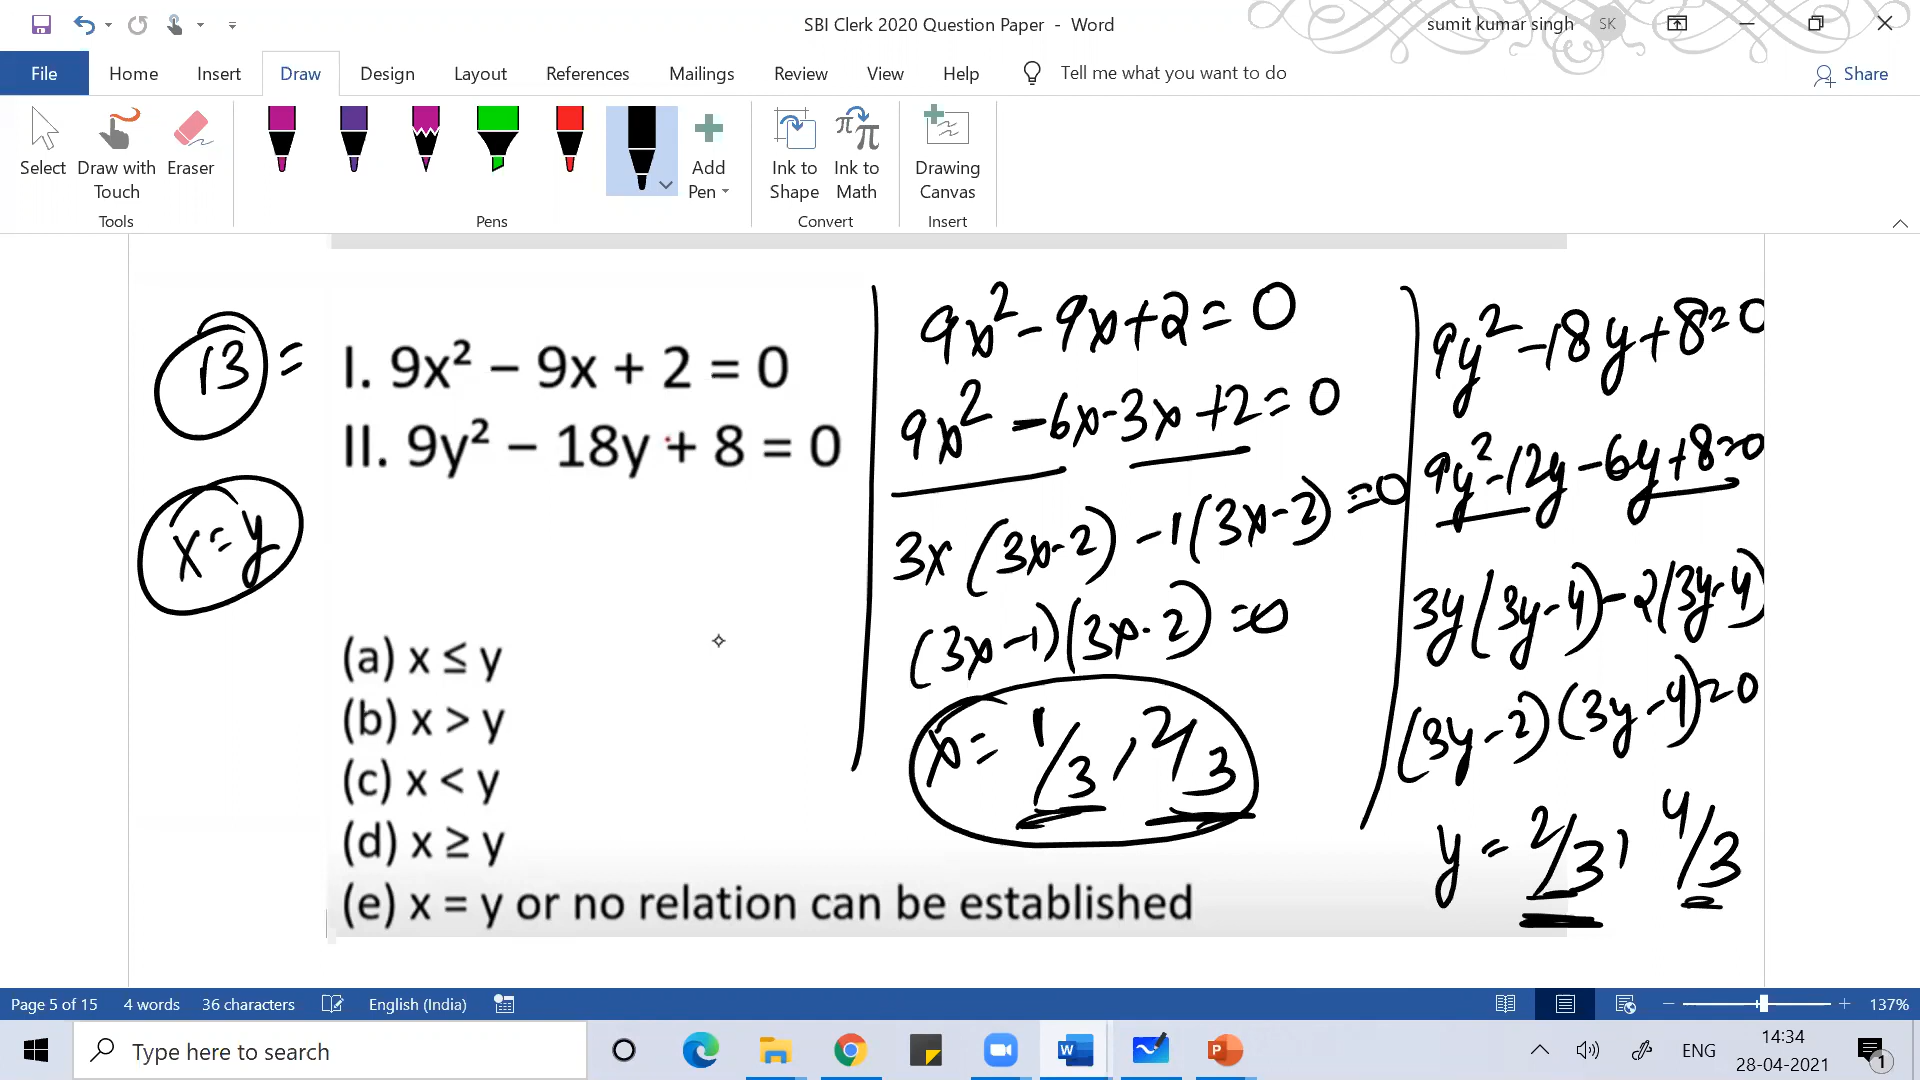 SBI Clerk 2020 Question Paper - Word
sumit kumar singh
SK
File
Home
Insert
Draw
Design
Layout
References
Mailings
Review
View
Help
Tell me what you want to do
Share
Select
Draw with
Touch
Eraser
Tools
Pens
Add
Pen
Ink to
Shape
Ink to
Math
Convert
Drawing
Canvas
Insert
13 =
I. 9x² − 9x + 2 = 0
II. 9y² − 18y + 8 = 0
x=y
(a) x ≤ y
(b) x > y
(c) x < y
(d) x ≥ y
(e) x = y or no relation can be established
9x² - 9x + 2 = 0
9x² - 6x - 3x + 2 = 0
3x (3x - 2) - 1 (3x - 2) = 0
(3x - 1)(3x - 2) = 0
x = 1/3, 2/3
9y² - 18y + 8 = 0
9y² - 12y - 6y + 8 = 0
3y (3y - 4) - 2 (3y - 4)
(3y - 2)(3y - 4) = 0
y = 2/3, 4/3
Page 5 of 15
4 words
36 characters
English (India)
137%
Type here to search
ENG
14:34
28-04-2021
1